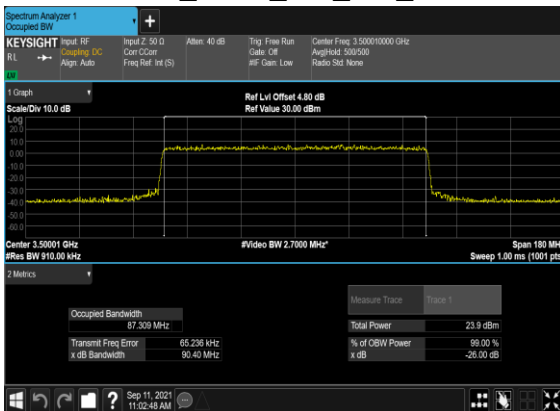 Spectrum Analyzer 1
Occupied BW
KEYSIGHT Input: RF Input Z: 50 Ω Atten: 40 dB Trig: Free Run Center Freq: 3.500010000 GHz
RL Coupling: DC Corr CCorr Gate: Off Avg|Hold: 500/500
Align: Auto Freq Ref: Int (S) #IF Gain: Low Radio Std: None
LV
1 Graph
Scale/Div 10.0 dB Ref Lvl Offset 4.80 dB
Ref Value 30.00 dBm
Log
20.0
10.0
0.00
-10.0
-20.0
-30.0
-40.0
-50.0
-60.0
Center 3.50001 GHz #Video BW 2.7000 MHz* Span 180 MH
#Res BW 910.00 kHz Sweep 1.00 ms (1001 pts
2 Metrics
Measure Trace Trace 1
Occupied Bandwidth
87.309 MHz Total Power 23.9 dBm
Transmit Freq Error 65.236 kHz % of OBW Power 99.00 %
x dB Bandwidth 90.40 MHz x dB -26.00 dB
? Sep 11, 2021
11:02:48 AM